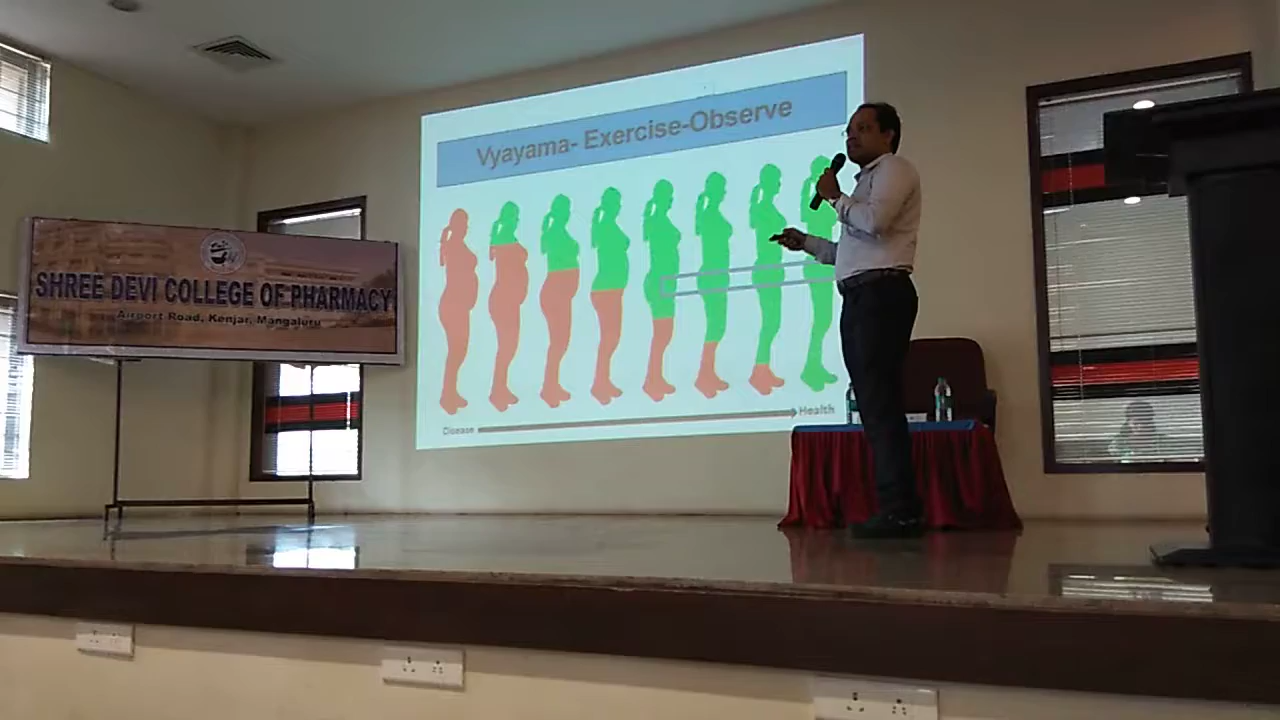 SHREE DEVI COLLEGE OF PHARMACY
Airport Road, Kenjar, Mangaluru
Vyayama- Exercise-Observe
Disease
Health